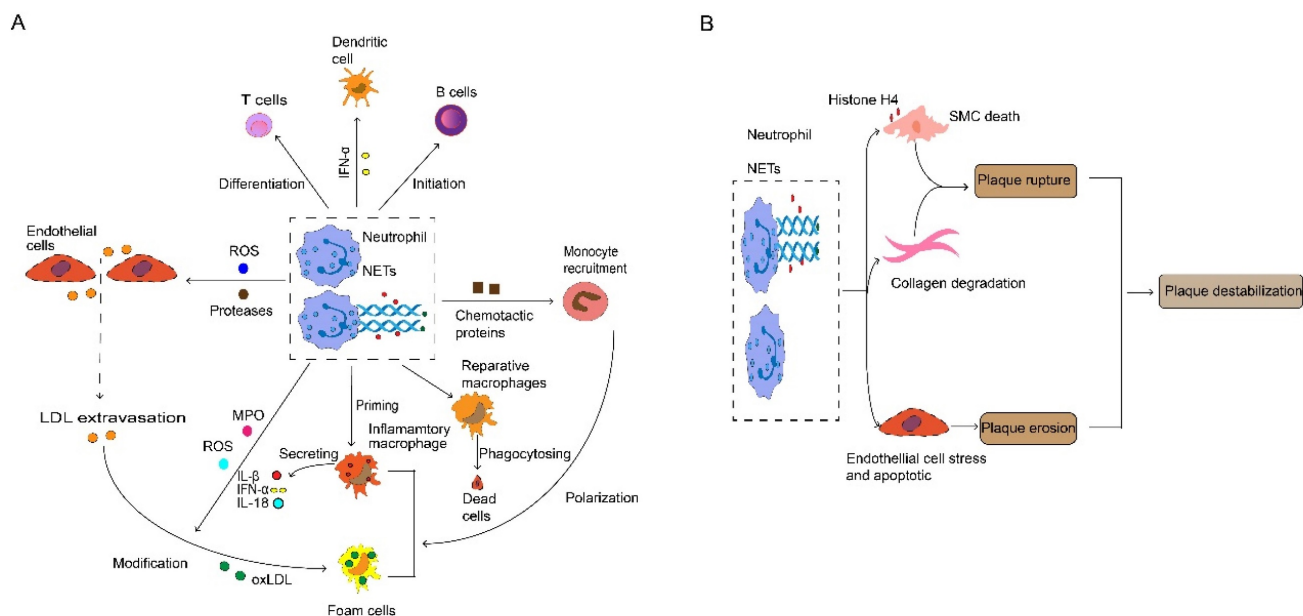 A
Dendritic
cell
T cells
B cells
IFN-α
Differentiation
Initiation
Endothelial
cells
ROS
Proteases
Neutrophil
NETs
Chemotactic
proteins
Monocyte
recruitment
LDL extravasation
MPO
ROS
Priming
Inflamamtory
macrophage
Reparative
macrophages
Secreting
IL-β
IFN-α
IL-18
Phagocytosing
Dead
cells
Polarization
Modification
oxLDL
Foam cells
B
Histone H4
SMC death
Neutrophil
NETs
Plaque rupture
Collagen degradation
Plaque destabilization
Plaque erosion
Endothellial cell stress
and apoptotic